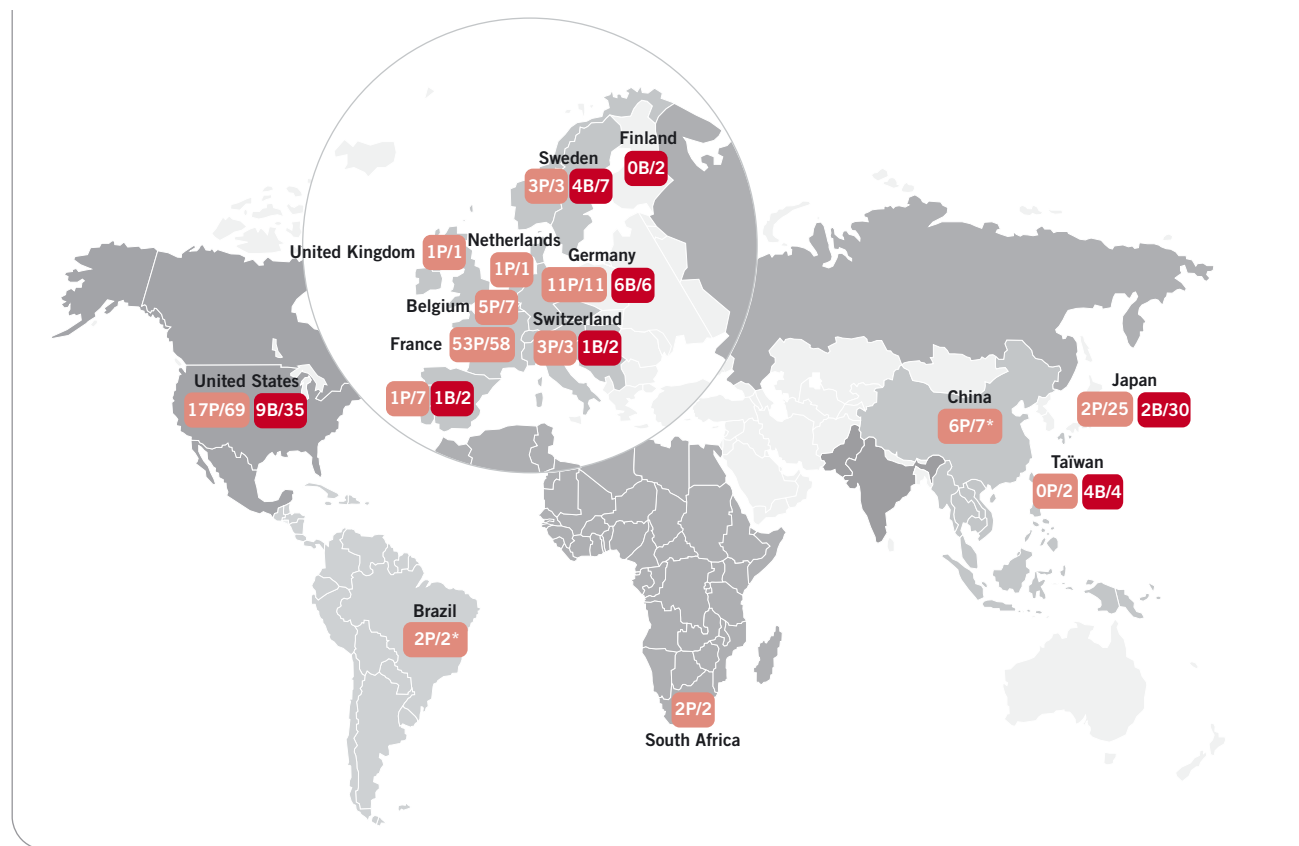 Finland
0B/2
Sweden
3P/3 4B/7
United Kingdom 1P/1
Netherlands
1P/1
Germany
11P/11 6B/6
Belgium 5P/7
Switzerland
3P/3 1B/2
France 53P/58
1P/7 1B/2
United States
17P/69 9B/35
China
6P/7*
Japan
2P/25 2B/30
Taïwan
0P/2 4B/4
Brazil
2P/2*
2P/2
South Africa